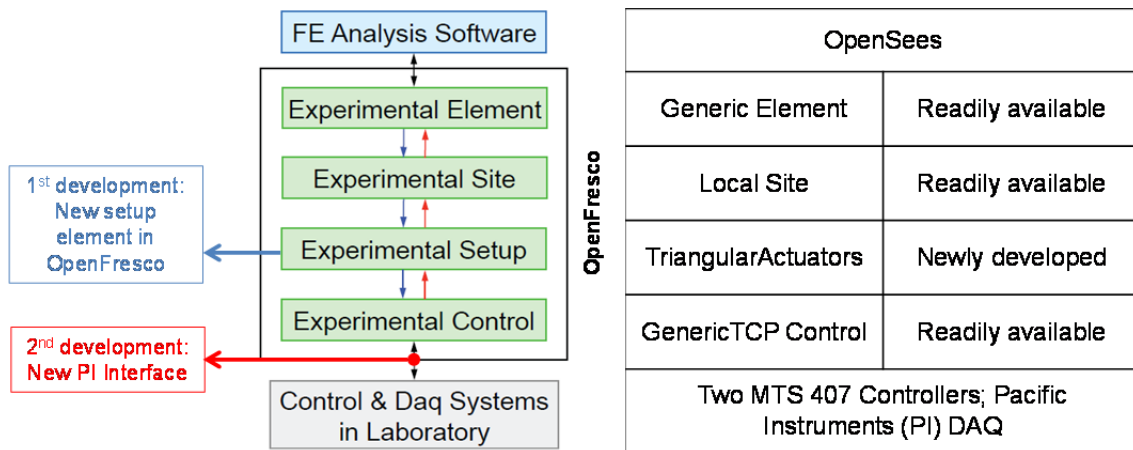 FE Analysis Software
Experimental Element
Experimental Site
Experimental Setup
Experimental Control
Control & Daq Systems
in Laboratory
1st development:
New setup
element in
OpenFresco
2nd development:
New PI Interface
OpenFresco
OpenSees
Generic Element Readily available
Local Site Readily available
TriangularActuators Newly developed
GenericTCP Control Readily available
Two MTS 407 Controllers; Pacific
Instruments (PI) DAQ